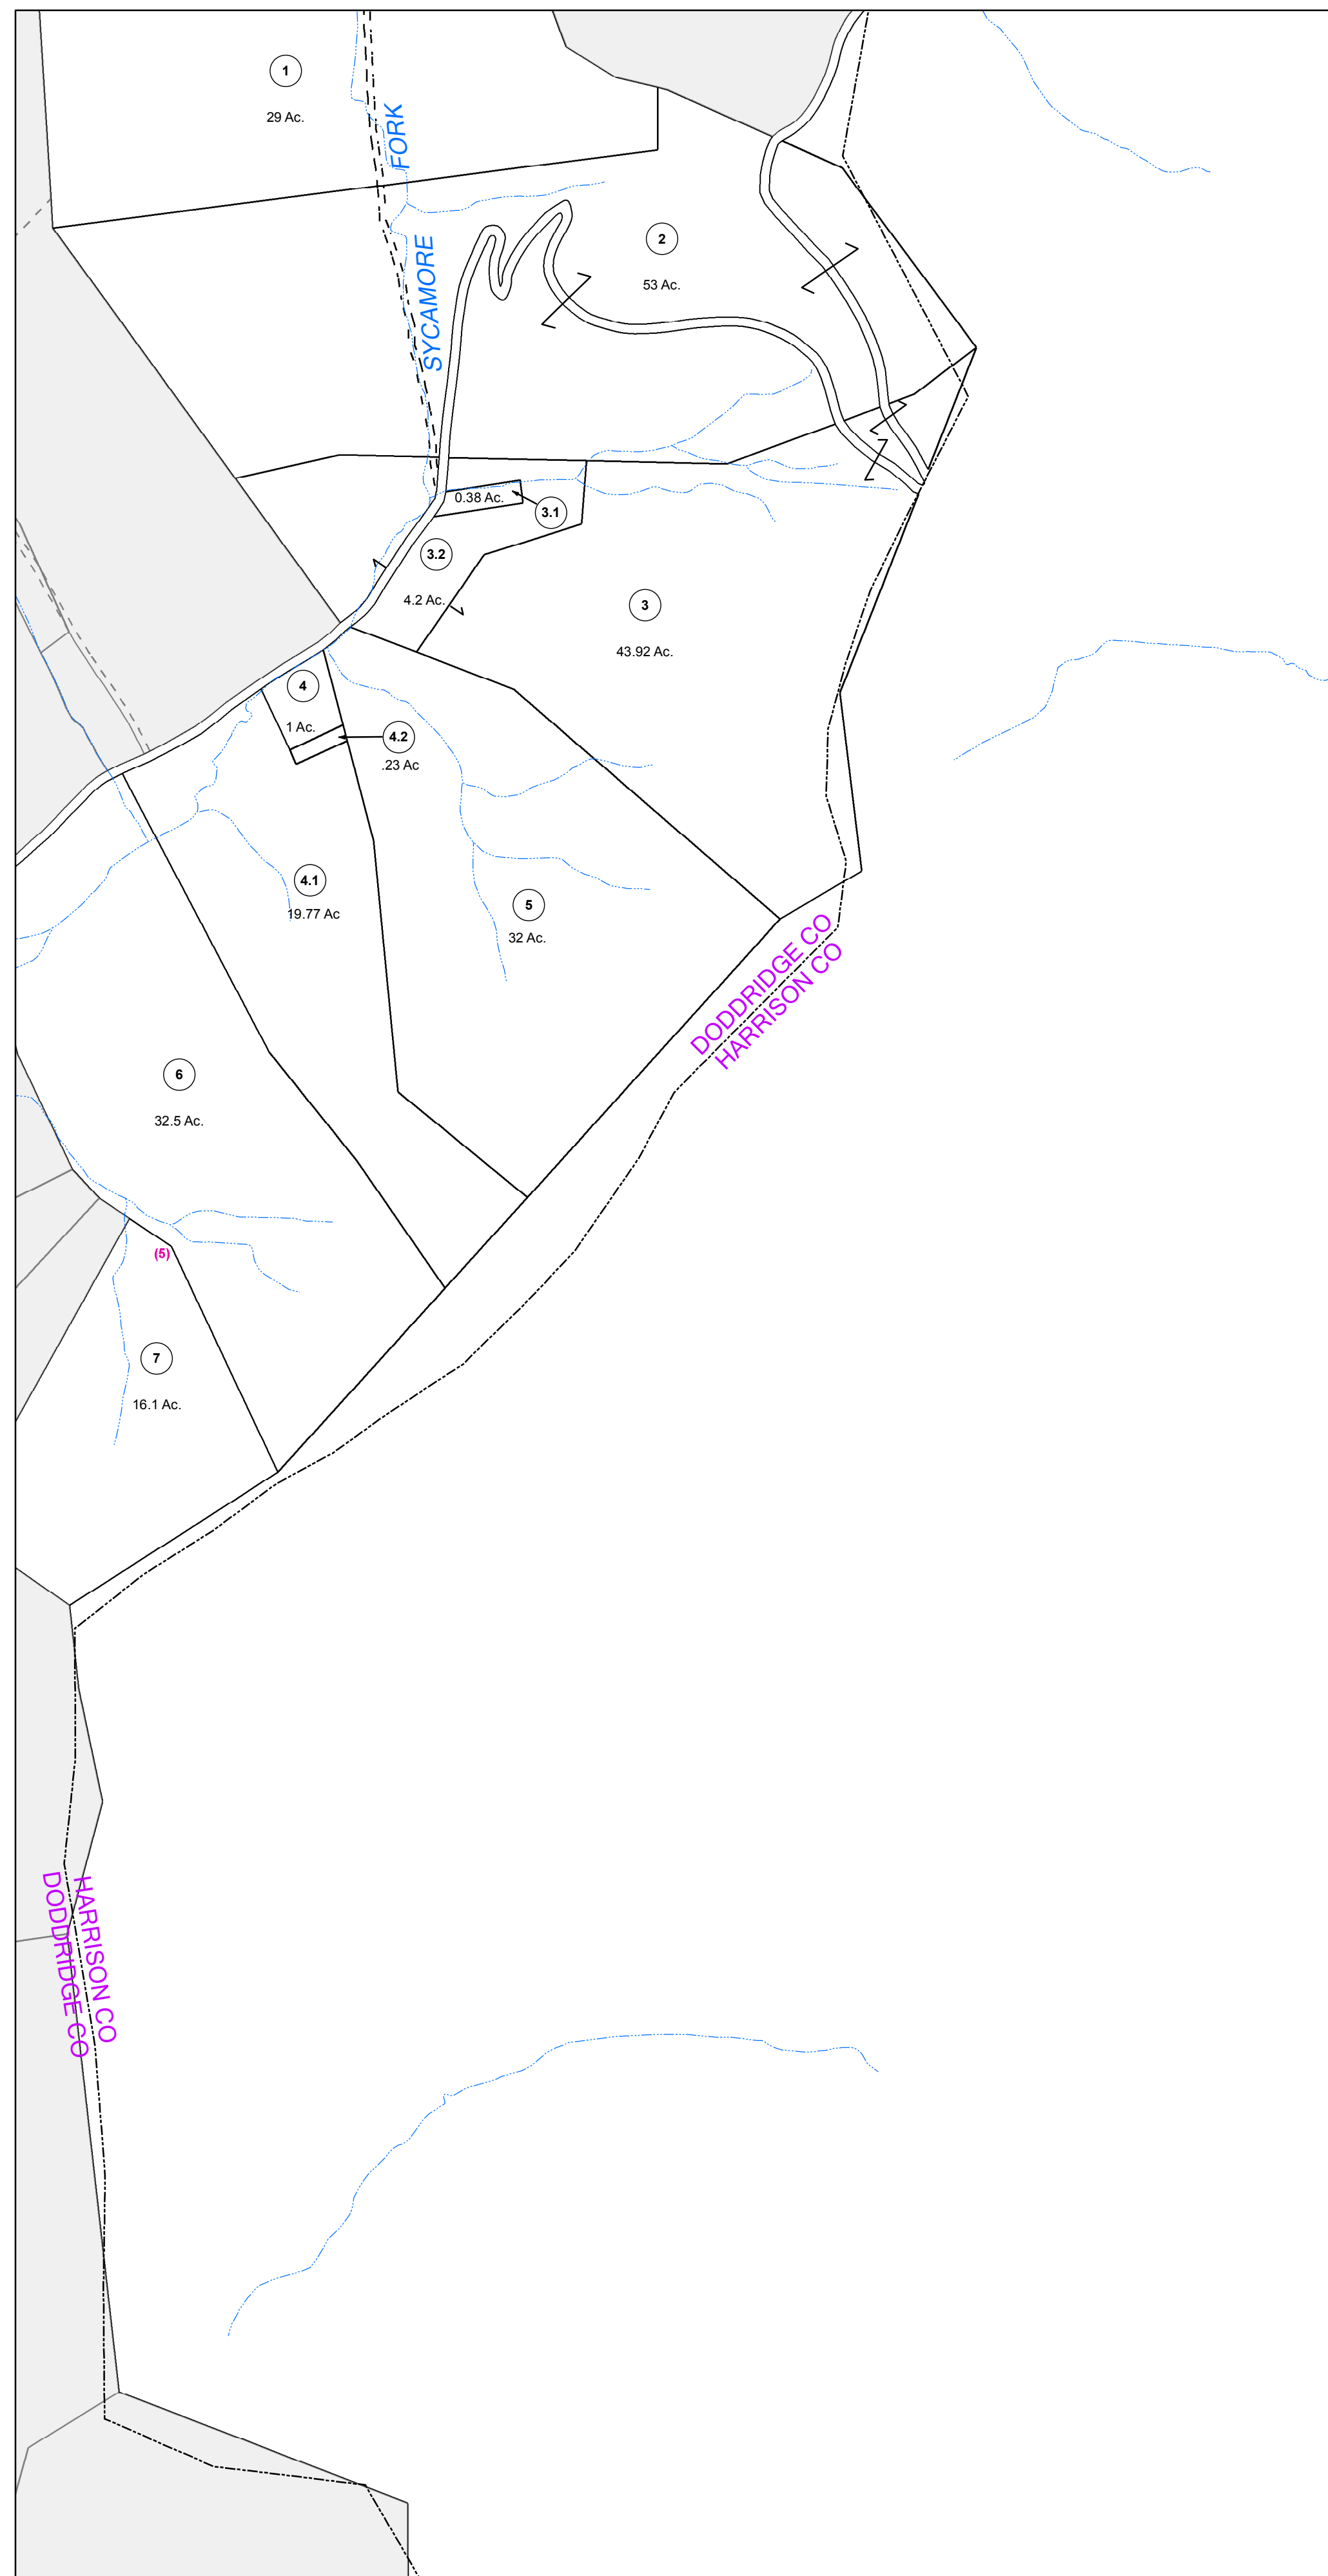 1
29 Ac.
FORK
SYCAMORE
2
53 Ac.
0.38 Ac.
3.1
3.2
4.2 Ac.
3
43.92 Ac.
4
1 Ac.
4.2
.23 Ac
4.1
19.77 Ac
5
32 Ac.
DODDRIDGE CO
HARRISON CO
6
32.5 Ac.
(5)
7
16.1 Ac.
HARRISON CO
DODDRIDGE CO